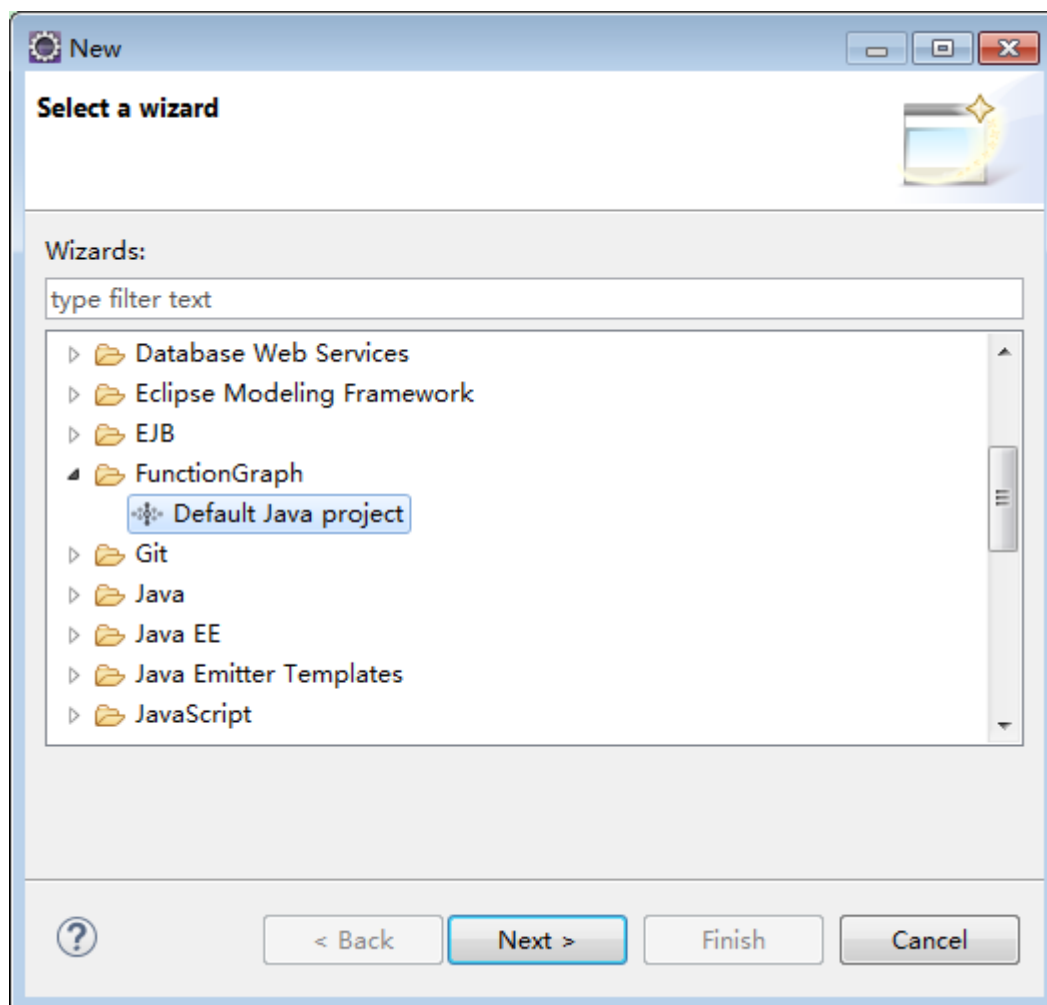 New
Select a wizard
Wizards:
type filter text
Database Web Services
Eclipse Modeling Framework
EJB
FunctionGraph
Default Java project
Git
Java
Java EE
Java Emitter Templates
JavaScript
? < Back Next > Finish Cancel